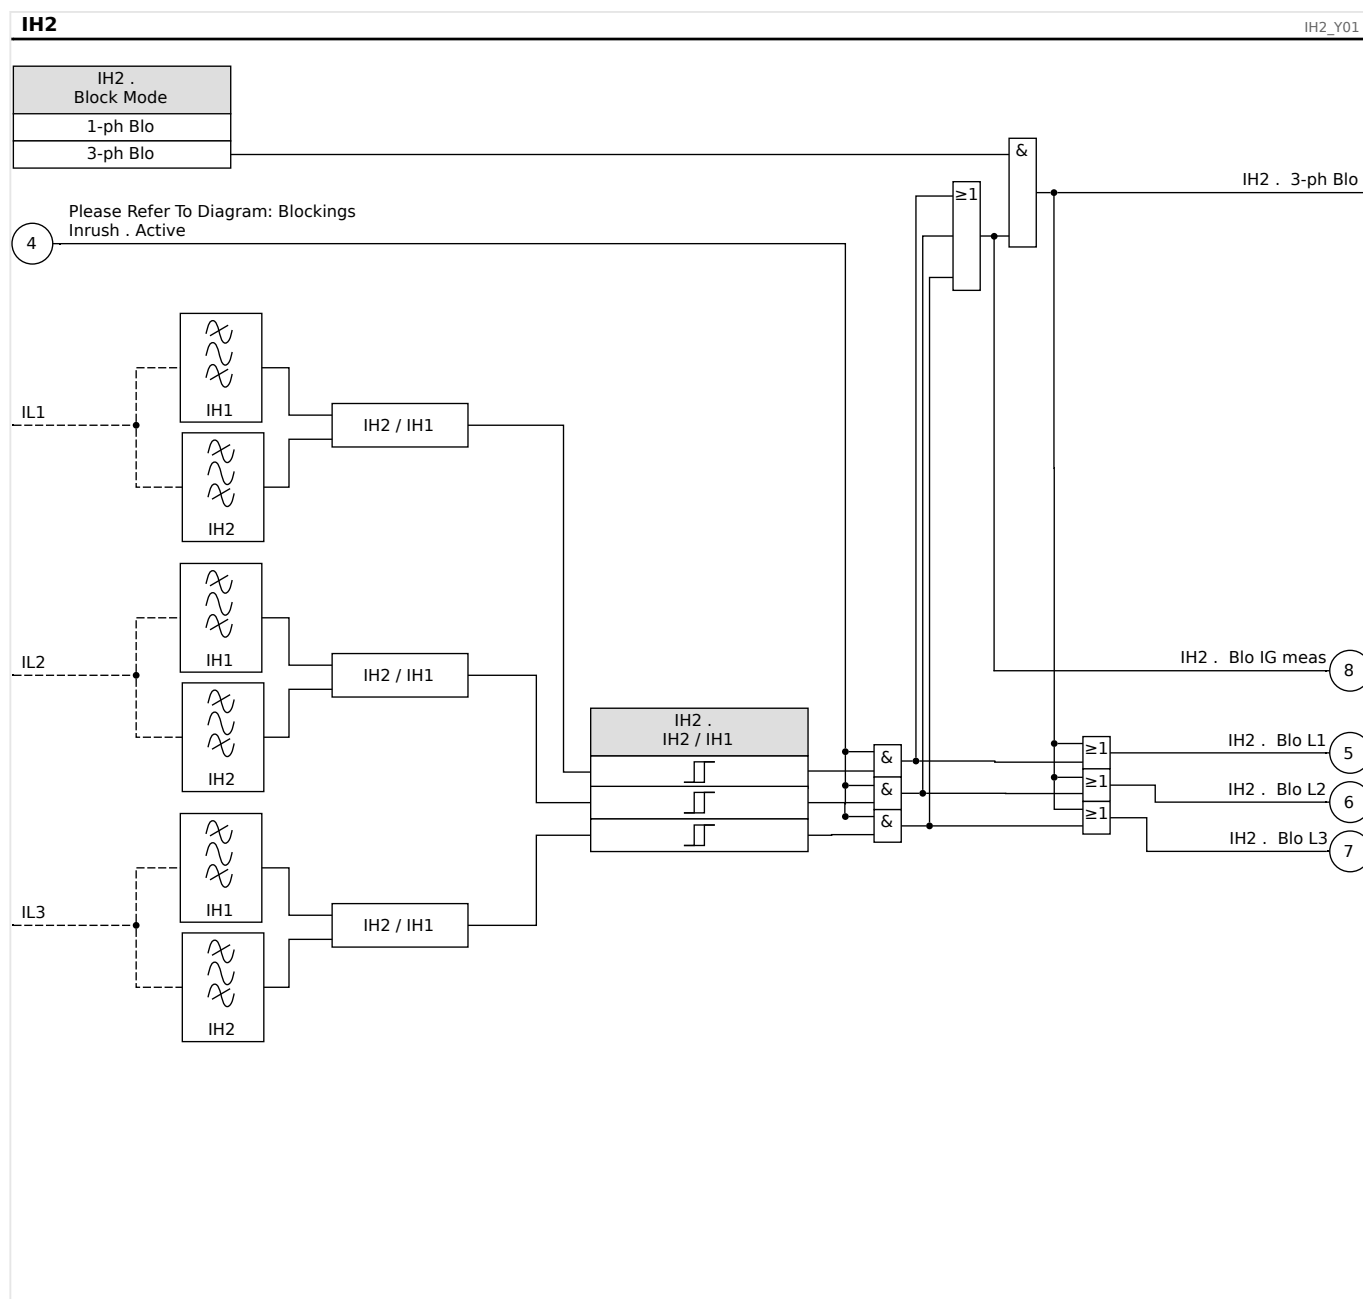 IH2
IH2_Y01
IH2 .
Block Mode
1-ph Blo
3-ph Blo
&
IH2 . 3-ph Blo
≥1
Please Refer To Diagram: Blockings
Inrush . Active
4
IH1
IL1
IH2 / IH1
IH2
IH1
IL2
IH2 / IH1
IH2
IH2 . Blo IG meas
8
IH2 .
IH2 / IH1
&
&
&
≥1
≥1
≥1
IH2 . Blo L1
5
IH2 . Blo L2
6
IH2 . Blo L3
7
IH1
IL3
IH2 / IH1
IH2